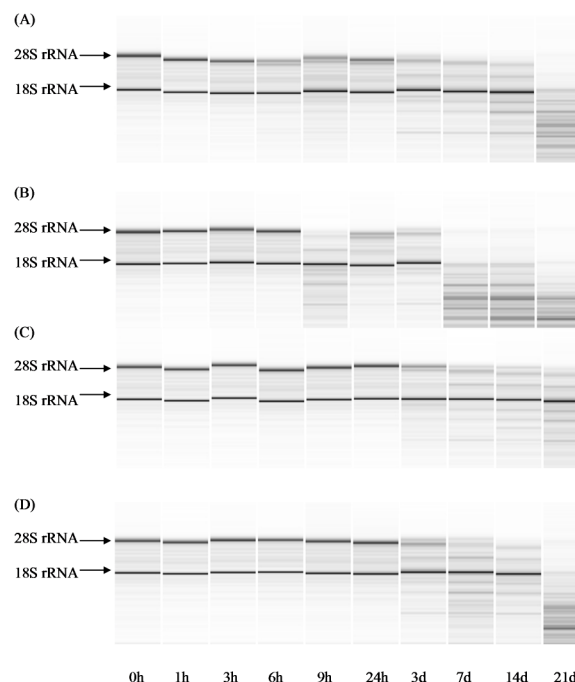 (A)
28S rRNA
18S rRNA
(B)
28S rRNA
18S rRNA
(C)
28S rRNA
18S rRNA
(D)
28S rRNA
18S rRNA
0h 1h 3h 6h 9h 24h 3d 7d 14d 21d